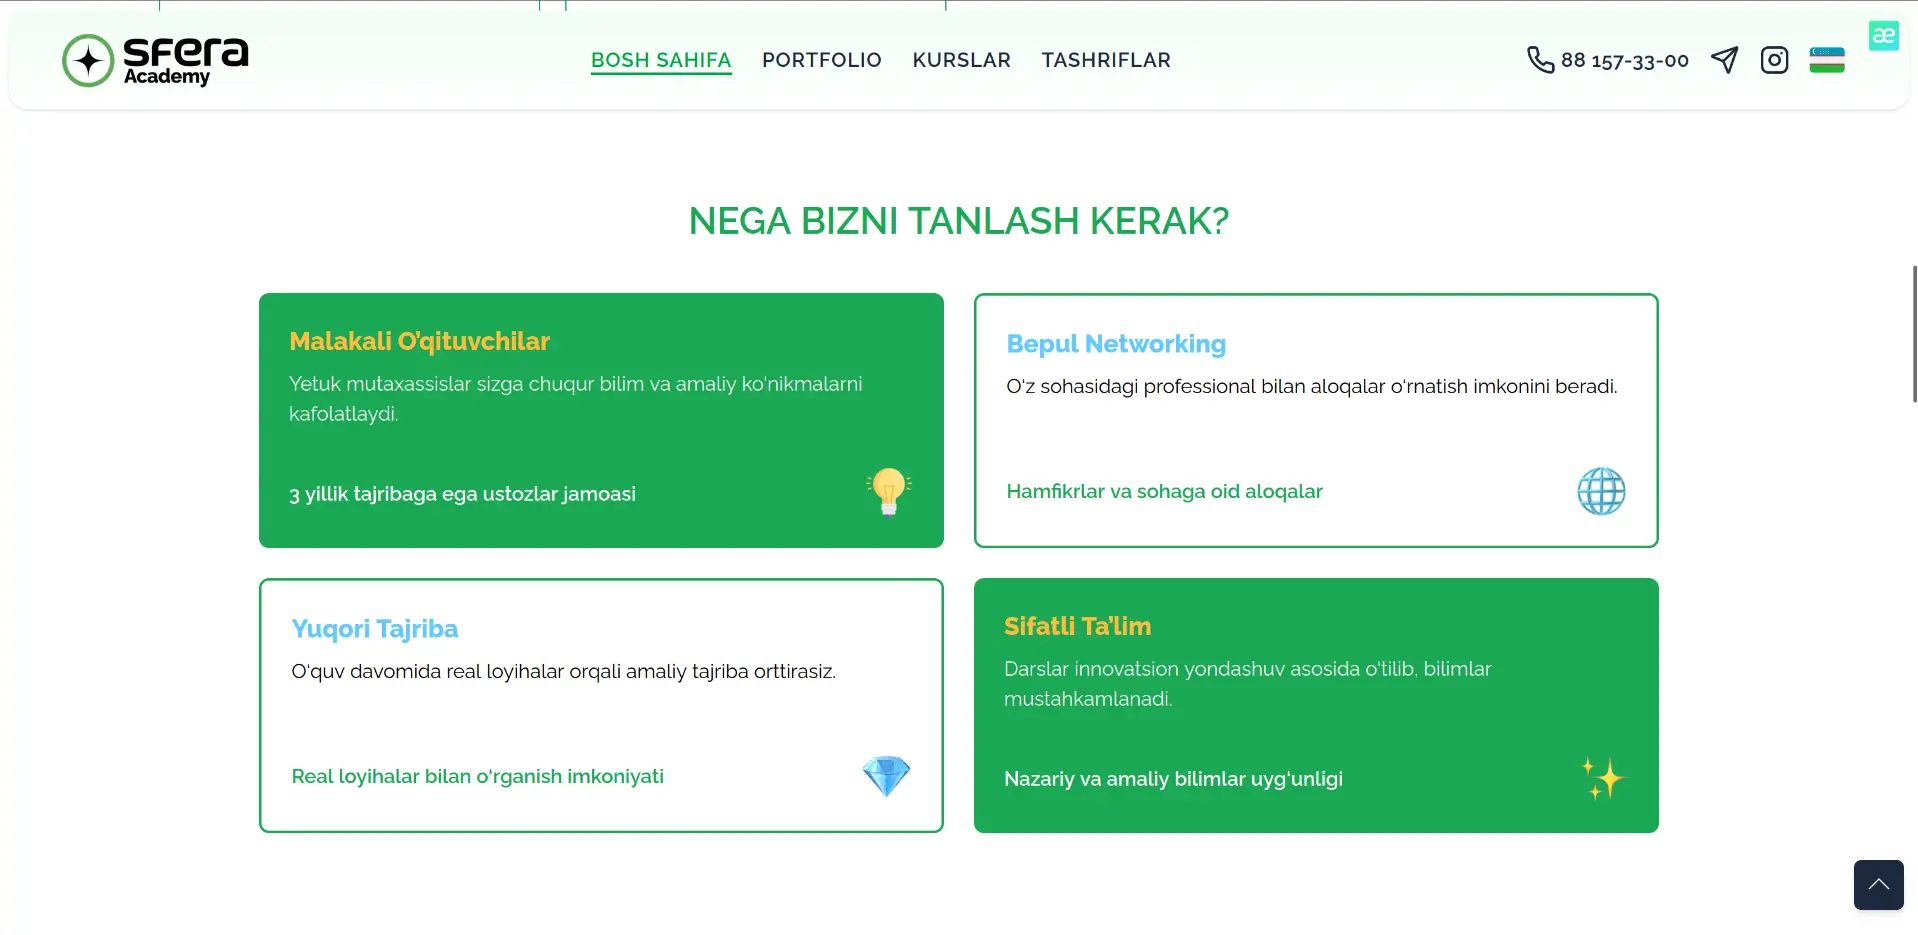 sfera
Academy
BOSH SAHIFA
PORTFOLIO
KURSLAR
TASHRIFLAR
88 157-33-00
æ
NEGA BIZNI TANLASH KERAK?
Malakali O’qituvchilar
Yetuk mutaxassislar sizga chuqur bilim va amaliy ko‘nikmalarni
kafolatlaydi.
3 yillik tajribaga ega ustozlar jamoasi
Bepul Networking
O‘z sohasidagi professional bilan aloqalar o‘rnatish imkonini beradi.
Hamfikrlar va sohaga oid aloqalar
Yuqori Tajriba
O‘quv davomida real loyihalar orqali amaliy tajriba orttirasiz.
Real loyihalar bilan o‘rganish imkoniyati
Sifatli Ta’lim
Darslar innovatsion yondashuv asosida o‘tilib, bilimlar
mustahkamlanadi.
Nazariy va amaliy bilimlar uyg‘unligi